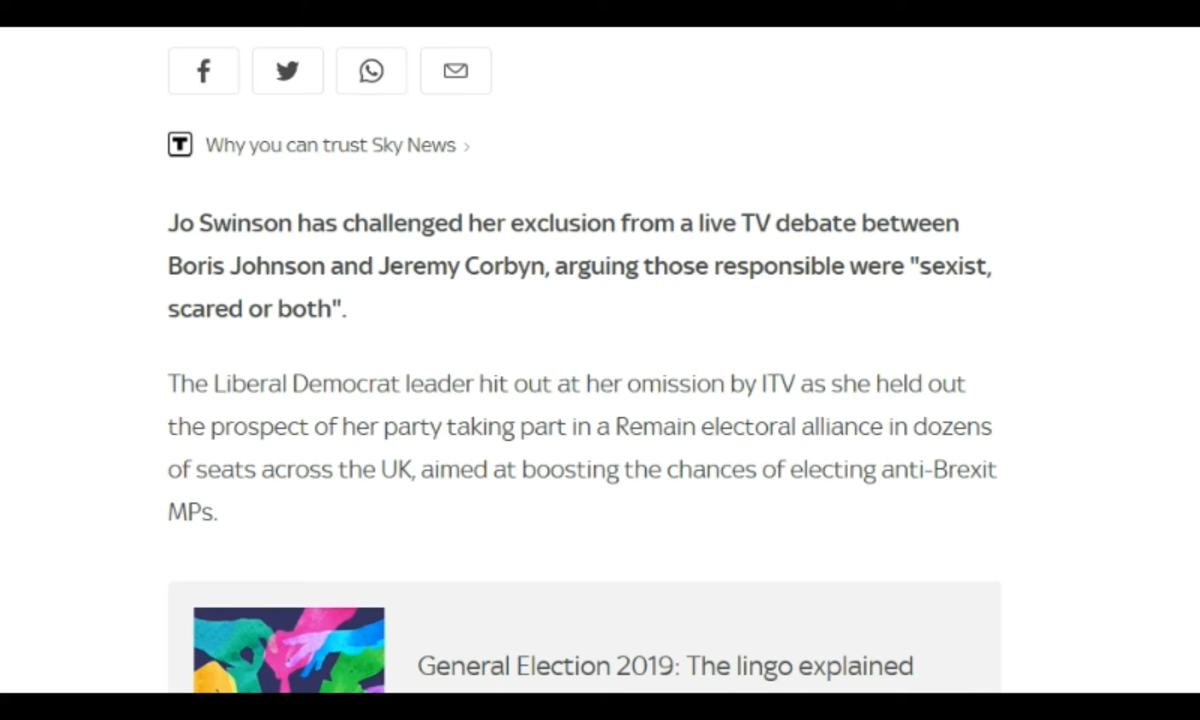 Why you can trust Sky News >
Jo Swinson has challenged her exclusion from a live TV debate between
Boris Johnson and Jeremy Corbyn, arguing those responsible were "sexist,
scared or both".
The Liberal Democrat leader hit out at her omission by ITV as she held out
the prospect of her party taking part in a Remain electoral alliance in dozens
of seats across the UK, aimed at boosting the chances of electing anti-Brexit
MPs.
General Election 2019: The lingo explained